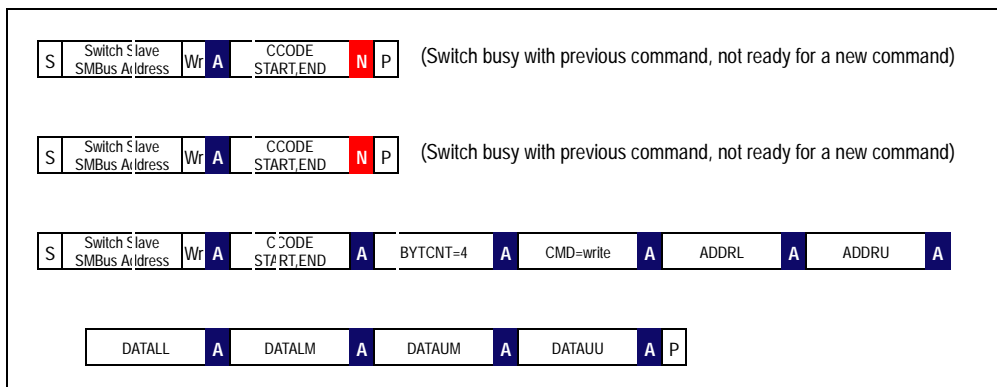 S Switch Slave SMBus Address Wr A CCODE START,END N P (Switch busy with previous command, not ready for a new command)
S Switch Slave SMBus Address Wr A CCODE START,END N P (Switch busy with previous command, not ready for a new command)
S Switch Slave SMBus Address Wr A CCODE START,END A BYTCNT=4 A CMD=write A ADDRL A ADDRU A
DATALL A DATALM A DATAUM A DATAUU A P